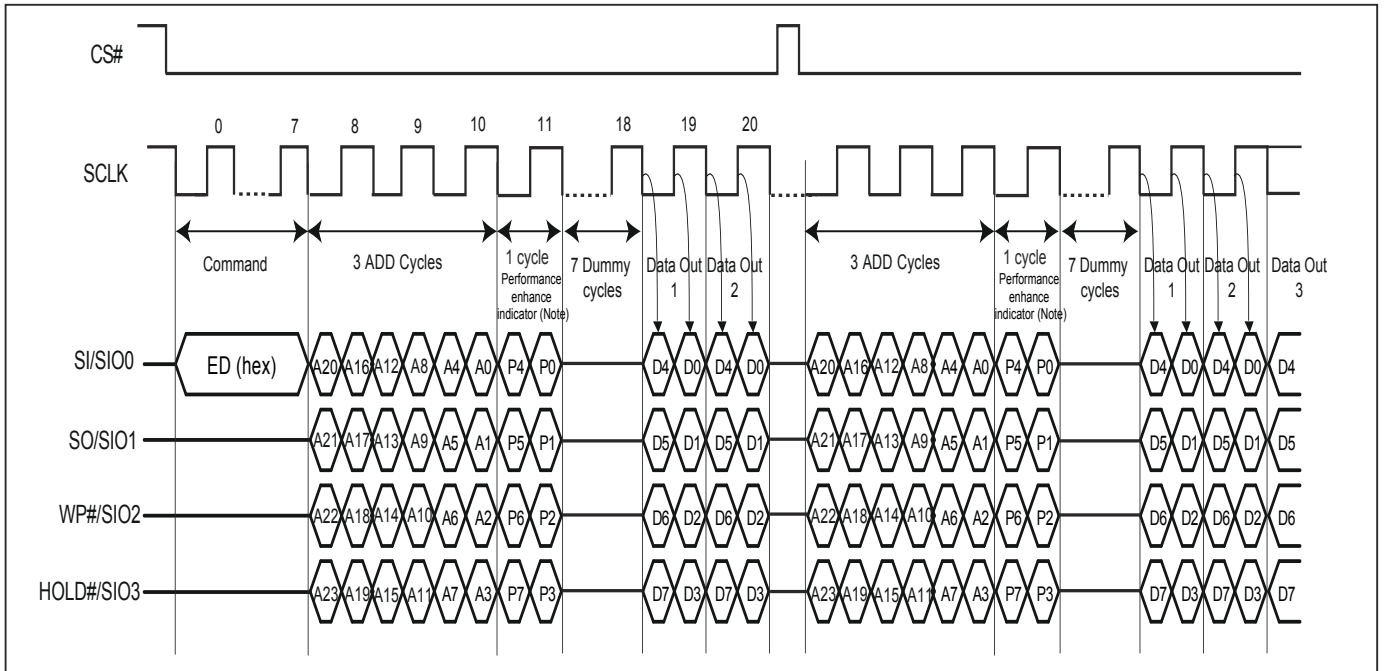 CS#
0 7 8 9 10 11 18 19 20
SCLK
Command
3 ADD Cycles
1 cycle
Performance
enhance
indicator (Note)
7 Dummy
cycles
Data Out
1
Data Out
2
3 ADD Cycles
1 cycle
Performance
enhance
indicator (Note)
7 Dummy
cycles
Data Out
1
Data Out
2
Data Out
3
SI/SIO0 ED (hex) A20 A16 A12 A8 A4 A0 P4 P0 D4 D0 D4 D0 A20 A16 A12 A8 A4 A0 P4 P0 D4 D0 D4 D0 D4
SO/SIO1 A21 A17 A13 A9 A5 A1 P5 P1 D5 D1 D5 D1 A21 A17 A13 A9 A5 A1 P5 P1 D5 D1 D5 D1 D5
WP#/SIO2 A22 A18 A14 A10 A6 A2 P6 P2 D6 D2 D6 D2 A22 A18 A14 A10 A6 A2 P6 P2 D6 D2 D6 D2 D6
HOLD#/SIO3 A23 A19 A15 A11 A7 A3 P7 P3 D7 D3 D7 D3 A23 A19 A15 A11 A7 A3 P7 P3 D7 D3 D7 D3 D7